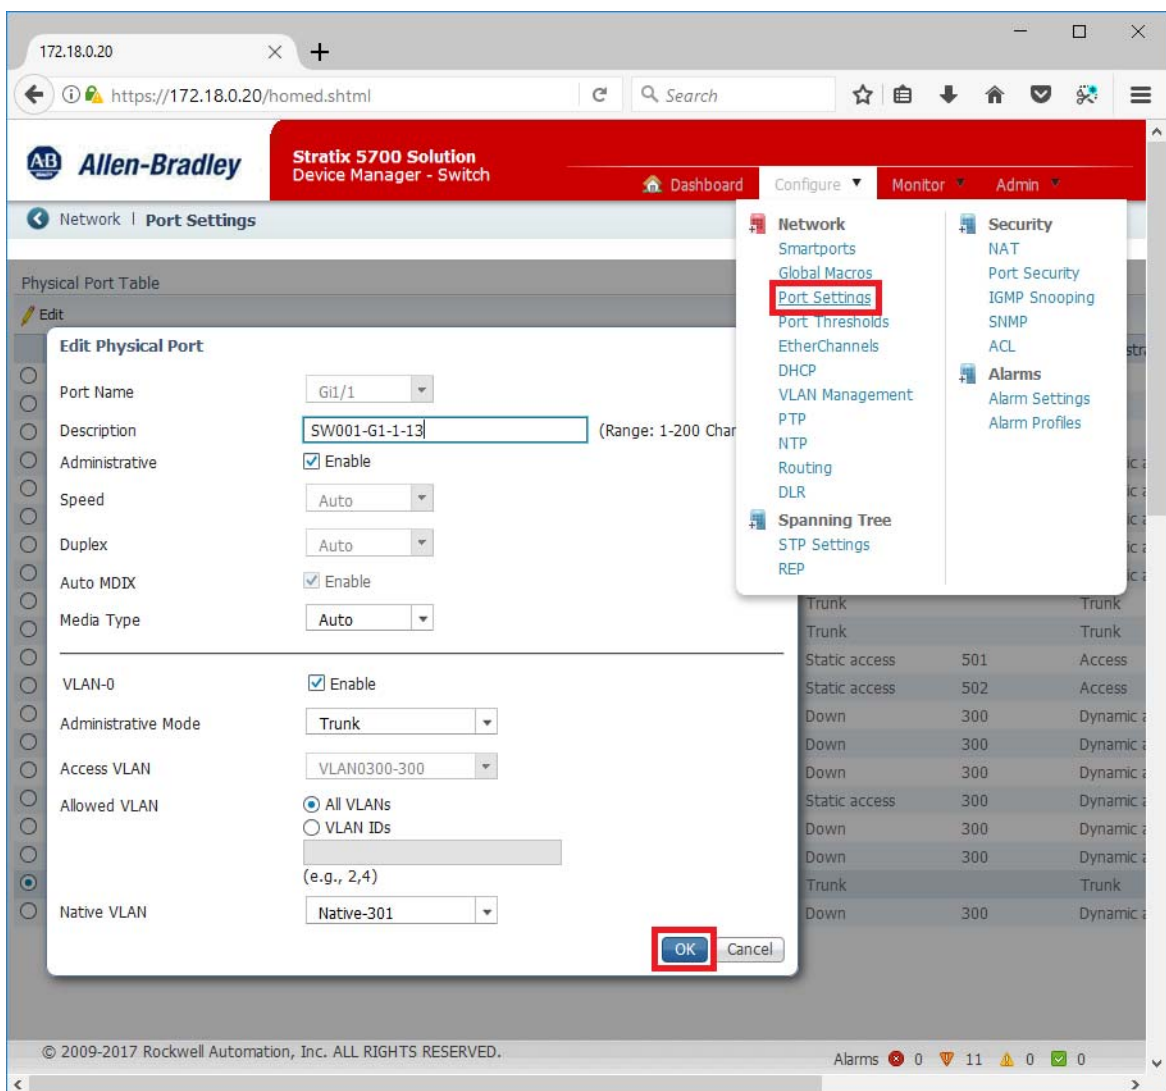 172.18.0.20
https://172.18.0.20/homed.shtml
Search
AB Allen-Bradley
Stratix 5700 Solution
Device Manager - Switch
Dashboard Configure Monitor Admin
Network | Port Settings
Network
Smartports
Global Macros
Port Settings
Port Thresholds
EtherChannels
DHCP
VLAN Management
PTP
NTP
Routing
DLR
Spanning Tree
STP Settings
REP
Security
NAT
Port Security
IGMP Snooping
SNMP
ACL
Alarms
Alarm Settings
Alarm Profiles
Physical Port Table
Edit
Edit Physical Port
Port Name Gi1/1
Description SW001-G1-1-13 (Range: 1-200 Char
Administrative Enable
Speed Auto
Duplex Auto
Auto MDIX Enable
Media Type Auto
VLAN-0 Enable
Administrative Mode Trunk
Access VLAN VLAN0300-300
Allowed VLAN All VLANs
VLAN IDs
(e.g., 2,4)
Native VLAN Native-301
OK Cancel
Trunk Trunk
Trunk Trunk
Static access 501 Access
Static access 502 Access
Down 300 Dynamic a
Down 300 Dynamic a
Down 300 Dynamic a
Static access 300 Dynamic a
Down 300 Dynamic a
Down 300 Dynamic a
Trunk Trunk
Down 300 Dynamic a
© 2009-2017 Rockwell Automation, Inc. ALL RIGHTS RESERVED.
Alarms 0 11 0 0